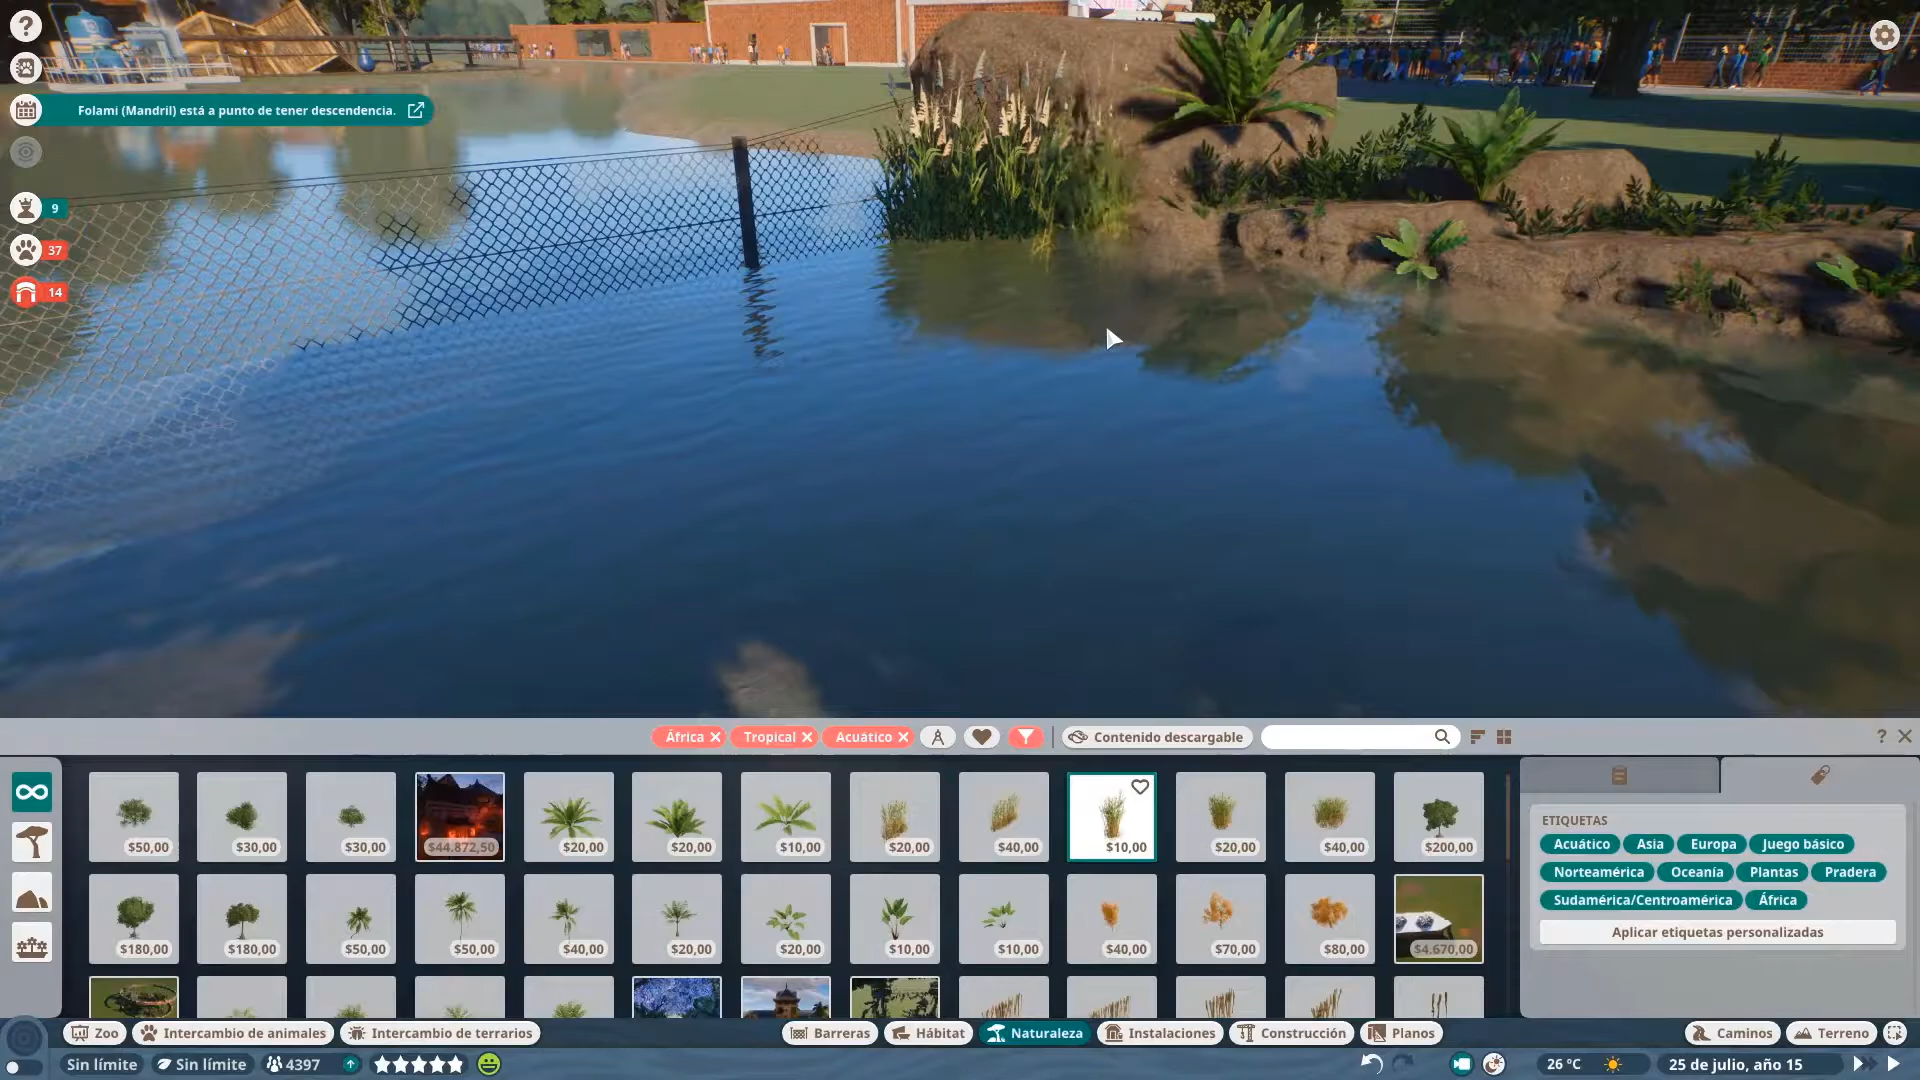 ?
Folami (Mandril) está a punto de tener descendencia.
9
37
14
África ✕ Tropical ✕ Acuático ✕ Contenido descargable ? ✕
$50,00 $30,00 $30,00 $44.872,50 $20,00 $20,00 $10,00 $20,00 $40,00 $10,00 $20,00 $40,00 $200,00
$180,00 $180,00 $50,00 $50,00 $40,00 $20,00 $20,00 $10,00 $10,00 $40,00 $70,00 $80,00 $4.670,00
ETIQUETAS
Acuático Asia Europa Juego básico
Norteamérica Oceanía Plantas Pradera
Sudamérica/Centroamérica África
Aplicar etiquetas personalizadas
Zoo Intercambio de animales Intercambio de terrarios Barreras Hábitat Naturaleza Instalaciones Construcción Planos Caminos Terreno
Sin límite Sin límite 4397 26 °C 25 de julio, año 15